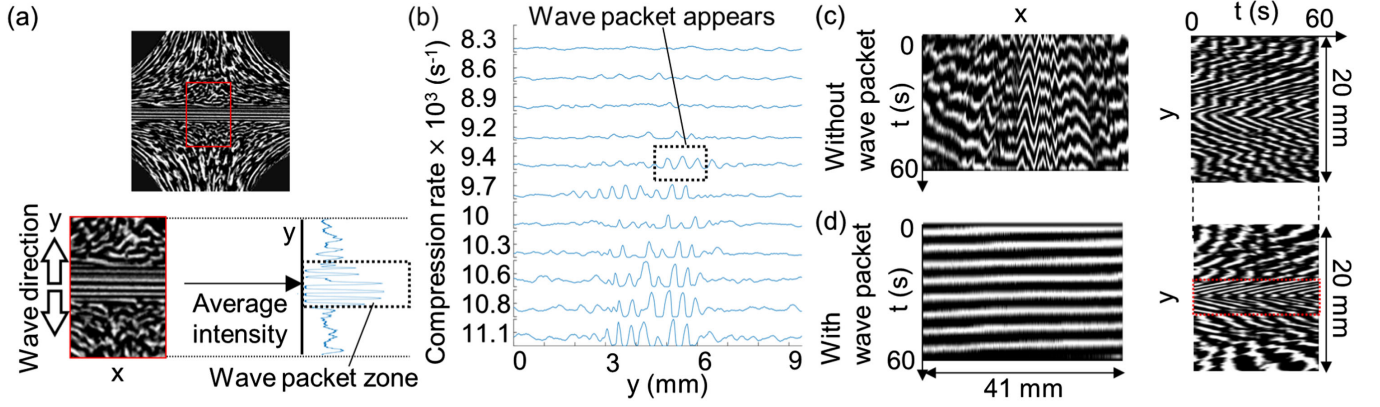 (a)
y
Wave direction
x
y
Average
intensity
Wave packet zone
(b)
Wave packet appears
Compression rate × 10³ (s⁻¹)
8.3
8.6
8.9
9.2
9.4
9.7
10
10.3
10.6
10.8
11.1
0
3
6
9
y (mm)
(c)
Without
wave packet
x
0
t (s)
60
0
t (s)
60
y
20 mm
(d)
With
wave packet
0
t (s)
60
41 mm
y
20 mm